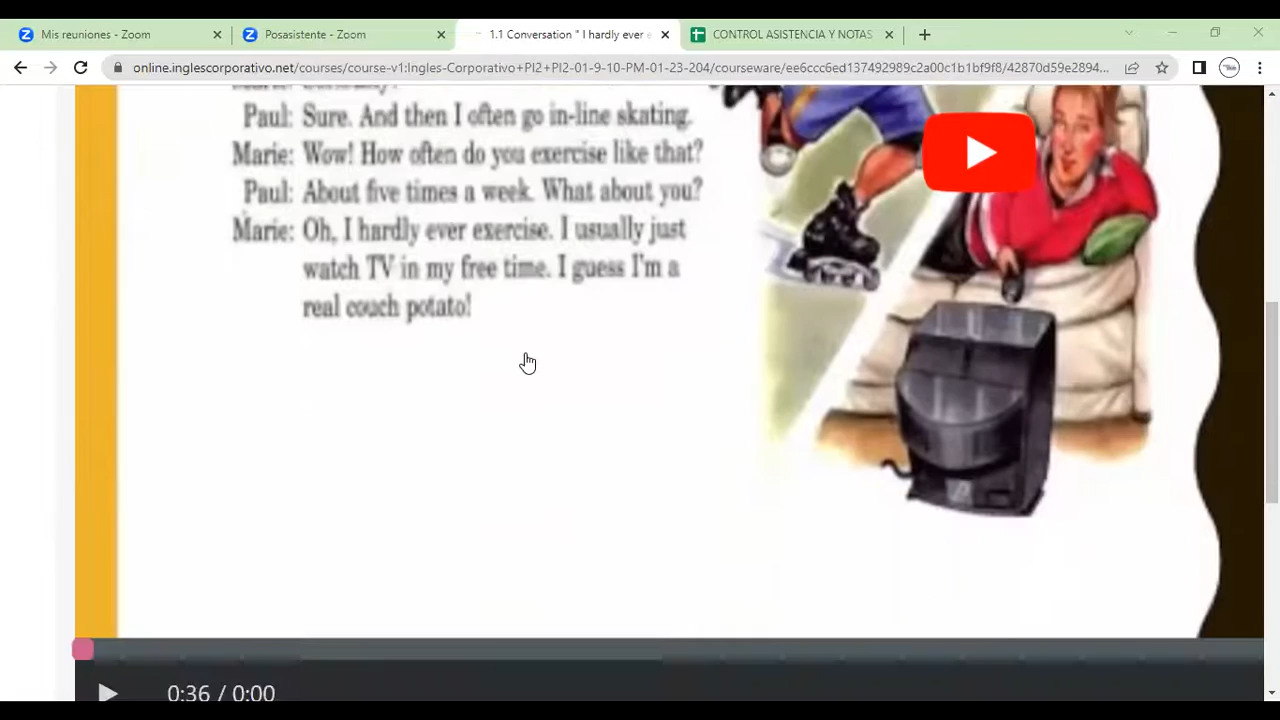 Mis reuniones - Zoom
Posasistente - Zoom
1.1 Conversation " I hardly ever e
CONTROL ASISTENCIA Y NOTAS
online.inglescorporativo.net/courses/course-v1:Ingles-Corporativo+PI2+PI2-01-9-10-PM-01-23-204/courseware/ee6ccc6ed137492989c2a00c1b1bf9f8/42870d59e2894...
Paul: Sure. And then I often go in-line skating.
Marie: Wow! How often do you exercise like that?
Paul: About five times a week. What about you?
Marie: Oh, I hardly ever exercise. I usually just
watch TV in my free time. I guess I'm a
real couch potato!
0:36 / 0:00